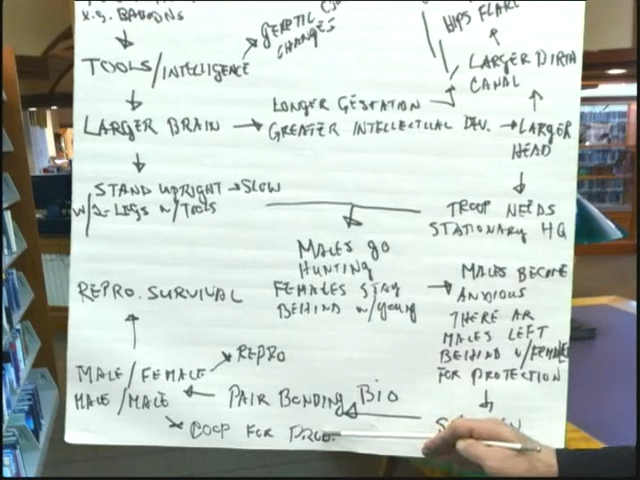 e.g. BABOONS
GENETIC
CHANGES
HIPS FLARE
TOOLS/INTELLIGENCE
LARGER BIRTH
CANAL
LONGER GESTATION
LARGER BRAIN → GREATER INTELLECTUAL DEV. → LARGER
HEAD
STAND UPRIGHT → SLOW
w/2-LEGS w/TOOLS
TROOP NEEDS
STATIONARY HQ
MALES GO
HUNTING
FEMALES STAY
BEHIND w/young
MALES BECOME
ANXIOUS
THERE AR
MALES LEFT
BEHIND w/FEMALE
FOR PROTECTION
REPRO. SURVIVAL
REPRO
MALE/FEMALE
MALE/MALE
PAIR BONDING
BIO
COOP FOR PROD.